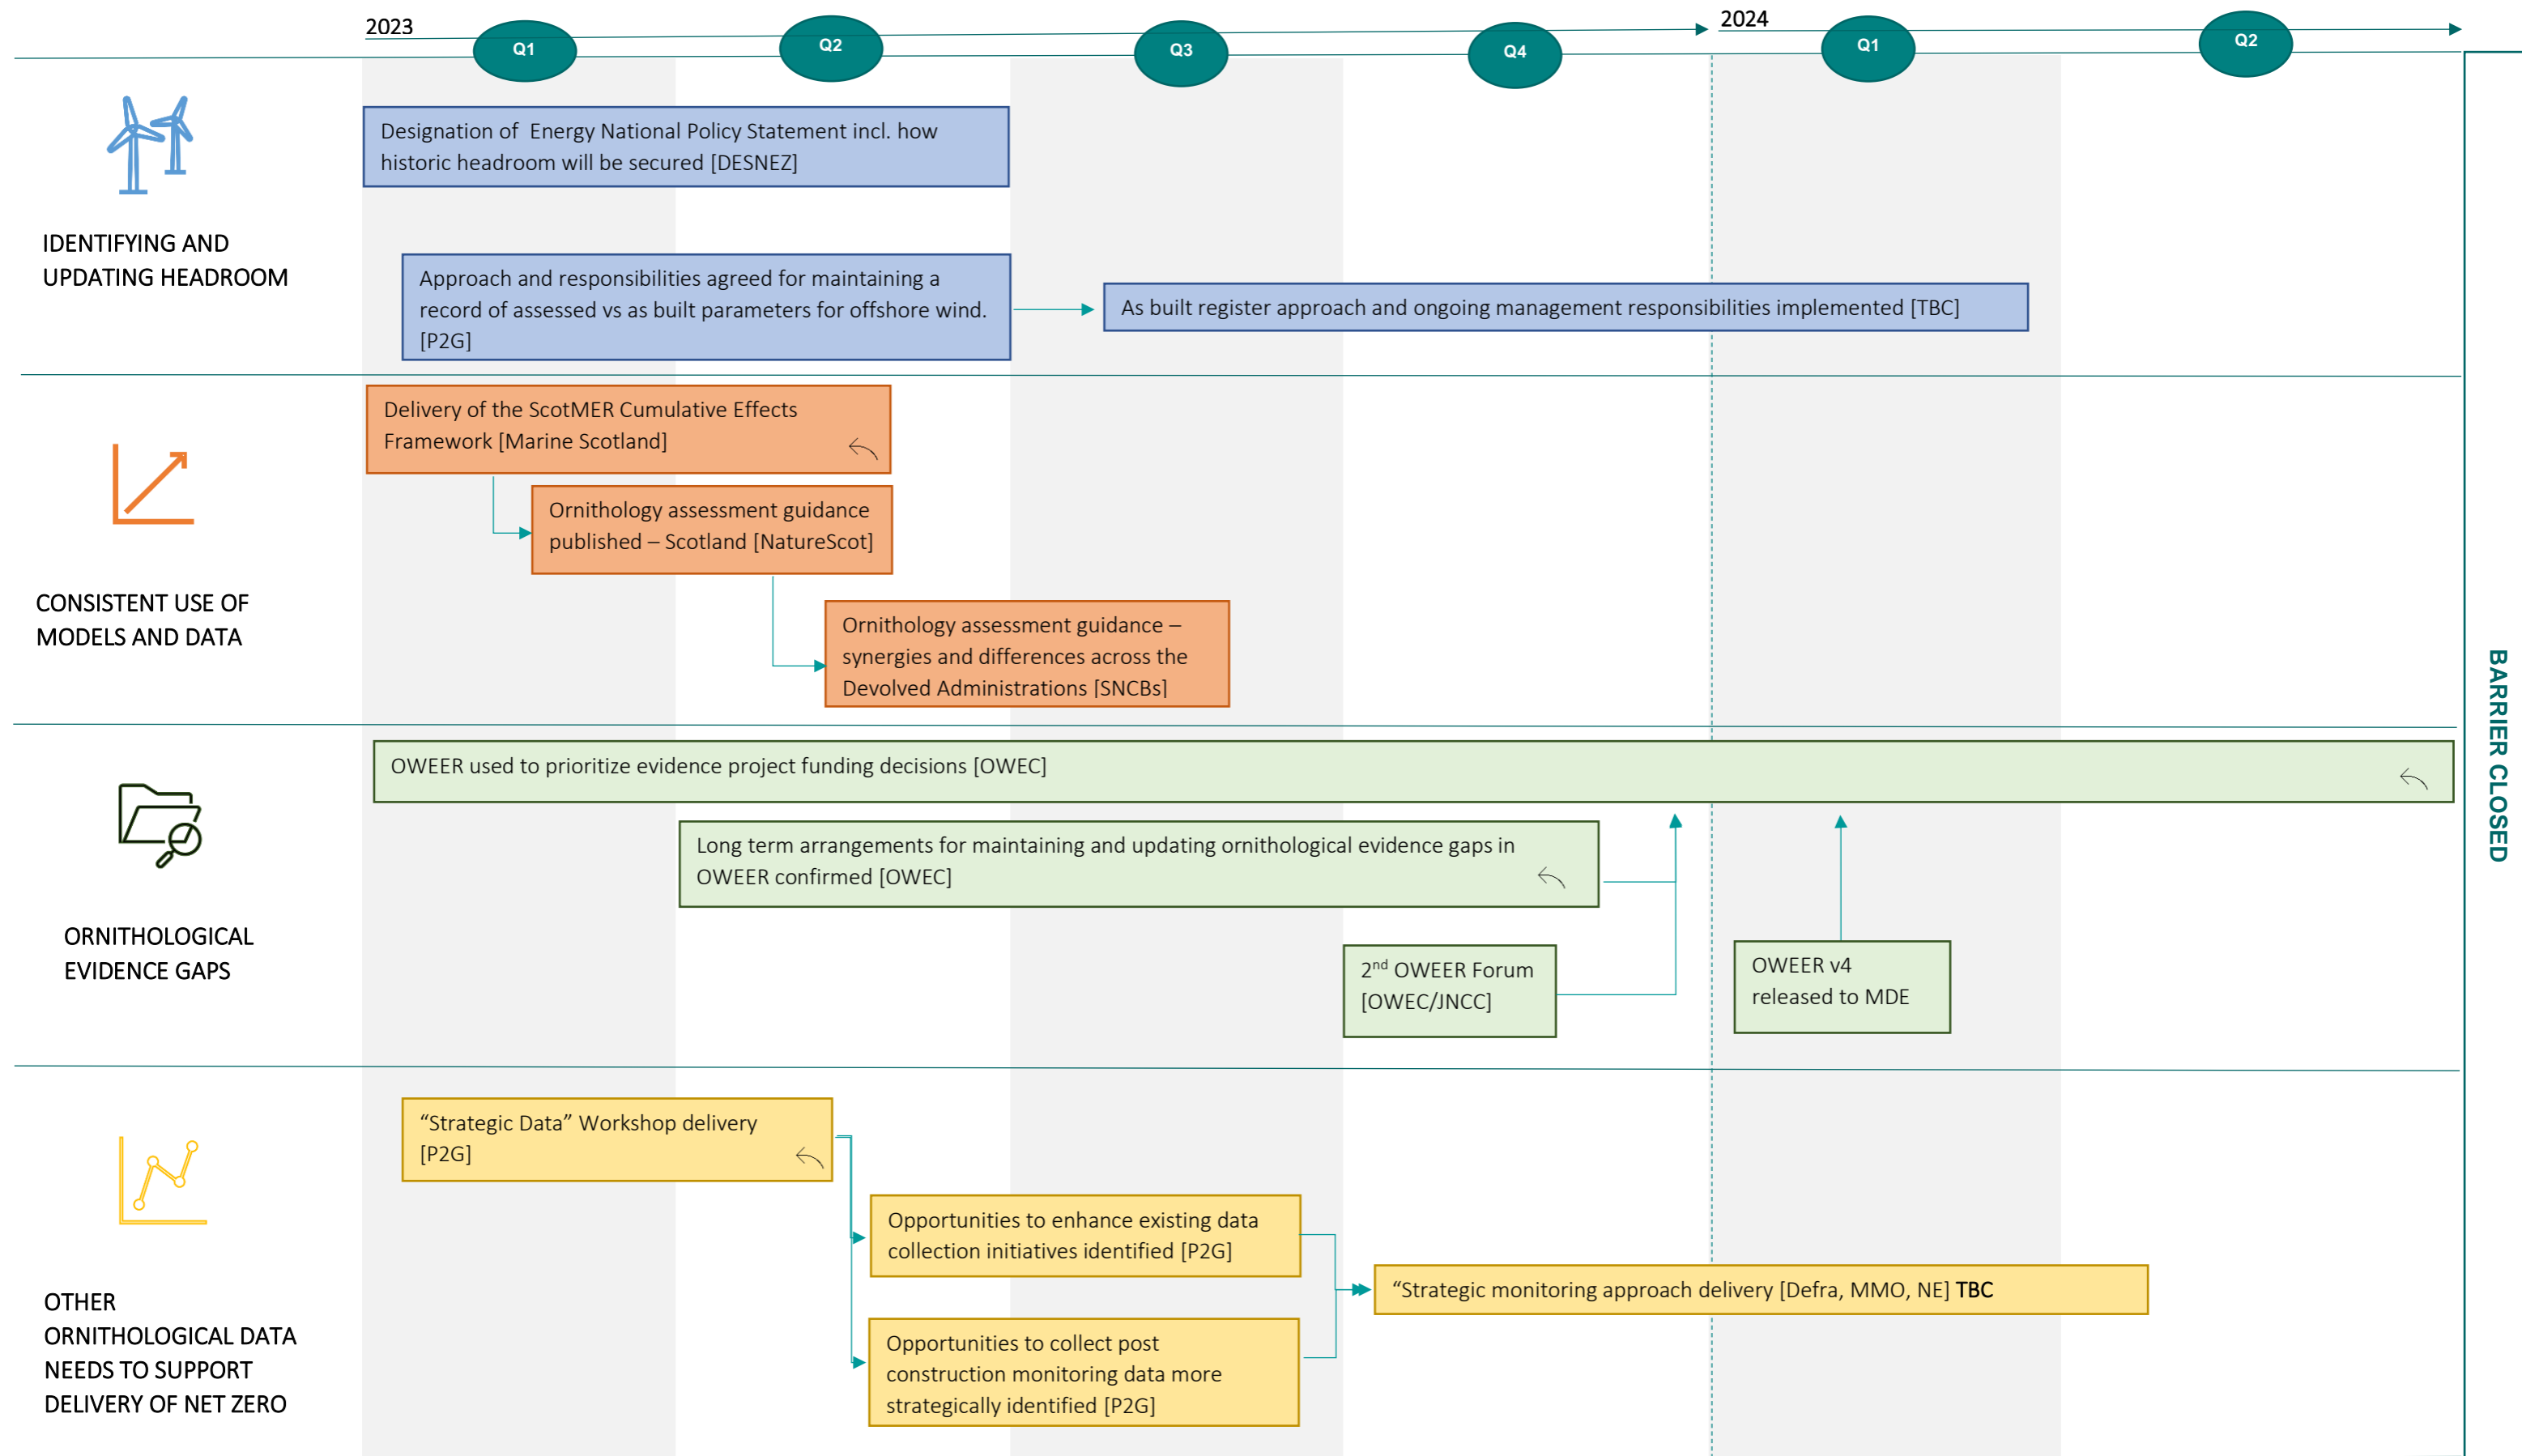 2023
2024
Q1
Q2
Q3
Q4
Q1
Q2
IDENTIFYING AND
UPDATING HEADROOM
Designation of Energy National Policy Statement incl. how
historic headroom will be secured [DESNEZ]
Approach and responsibilities agreed for maintaining a
record of assessed vs as built parameters for offshore wind.
[P2G]
As built register approach and ongoing management responsibilities implemented [TBC]
CONSISTENT USE OF
MODELS AND DATA
Delivery of the ScotMER Cumulative Effects
Framework [Marine Scotland]
Ornithology assessment guidance
published – Scotland [NatureScot]
Ornithology assessment guidance –
synergies and differences across the
Devolved Administrations [SNCBs]
ORNITHOLOGICAL
EVIDENCE GAPS
OWEER used to prioritize evidence project funding decisions [OWEC]
Long term arrangements for maintaining and updating ornithological evidence gaps in
OWEER confirmed [OWEC]
2nd OWEER Forum
[OWEC/JNCC]
OWEER v4
released to MDE
OTHER
ORNITHOLOGICAL DATA
NEEDS TO SUPPORT
DELIVERY OF NET ZERO
“Strategic Data” Workshop delivery
[P2G]
Opportunities to enhance existing data
collection initiatives identified [P2G]
Opportunities to collect post
construction monitoring data more
strategically identified [P2G]
“Strategic monitoring approach delivery [Defra, MMO, NE] TBC
BARRIER CLOSED